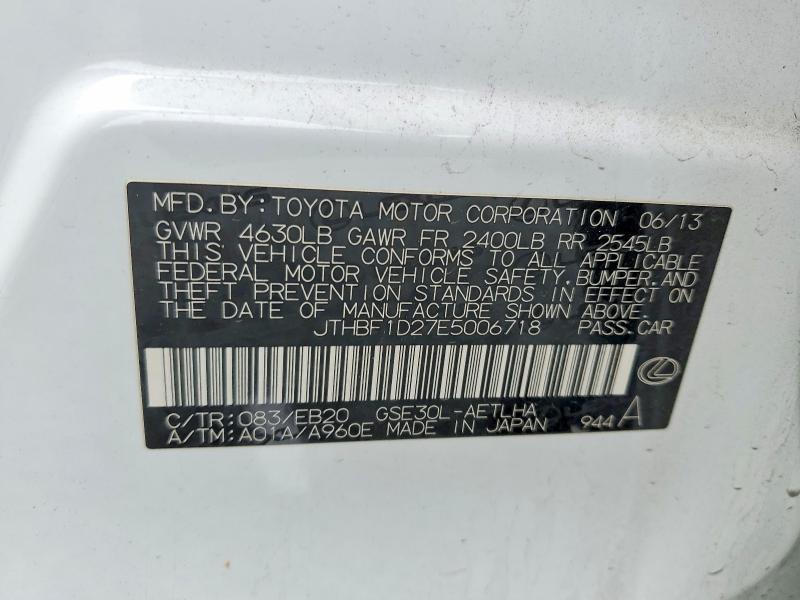 MFD. BY: TOYOTA MOTOR CORPORATION 06/13
GVWR 4630LB GAWR FR 2400LB RR 2545LB
THIS VEHICLE CONFORMS TO ALL APPLICABLE
FEDERAL MOTOR VEHICLE SAFETY, BUMPER, AND
THEFT PREVENTION STANDARDS IN EFFECT ON
THE DATE OF MANUFACTURE SHOWN ABOVE.
JTHBF1D27E5006718 PASS.CAR
C/TR: 083/EB20 GSE30L-AETLHA
A/TM: A01A/A960E MADE IN JAPAN 944 A